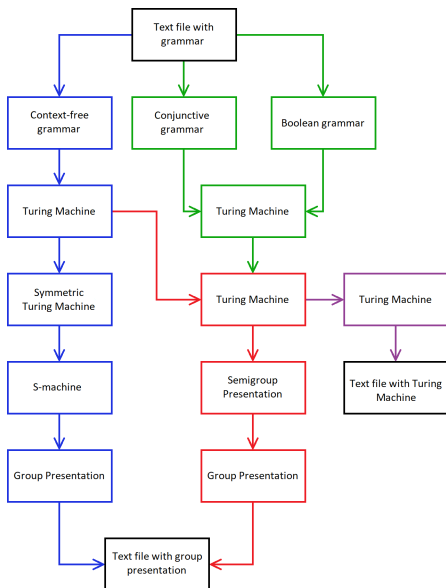 Text file with
grammar
Context-free
grammar
Conjunctive
grammar
Boolean grammar
Turing Machine
Turing Machine
Symmetric
Turing Machine
Turing Machine
Turing Machine
S-machine
Semigroup
Presentation
Text file with Turing
Machine
Group Presentation
Group Presentation
Text file with group
presentation